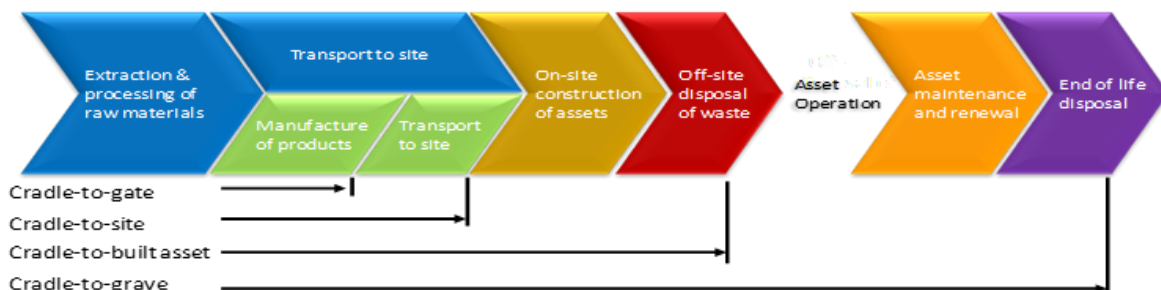 Extraction &
processing of
raw materials
Transport to site
Manufacture
of products
Transport
to site
On-site
construction
of assets
Off-site
disposal
of waste
Asset
Operation
Asset
maintenance
and renewal
End of life
disposal
Cradle-to-gate
Cradle-to-site
Cradle-to-built asset
Cradle-to-grave